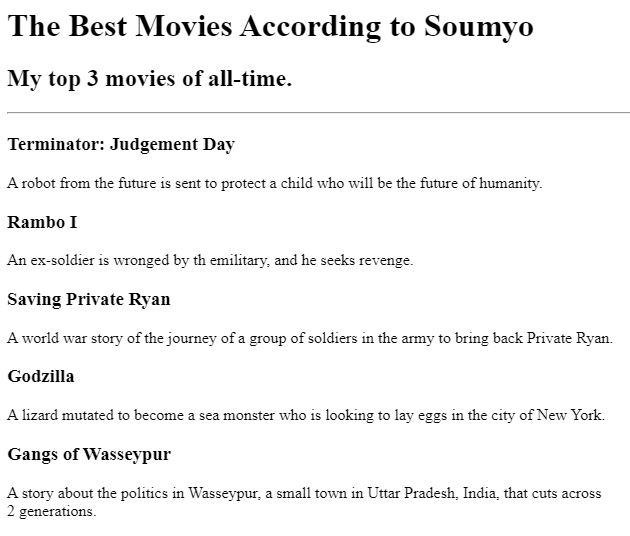 The Best Movies According to Soumyo
My top 3 movies of all-time.
Terminator: Judgement Day
A robot from the future is sent to protect a child who will be the future of humanity.
Rambo I
An ex-soldier is wronged by th emilitary, and he seeks revenge.
Saving Private Ryan
A world war story of the journey of a group of soldiers in the army to bring back Private Ryan.
Godzilla
A lizard mutated to become a sea monster who is looking to lay eggs in the city of New York.
Gangs of Wasseypur
A story about the politics in Wasseypur, a small town in Uttar Pradesh, India, that cuts across
2 generations.